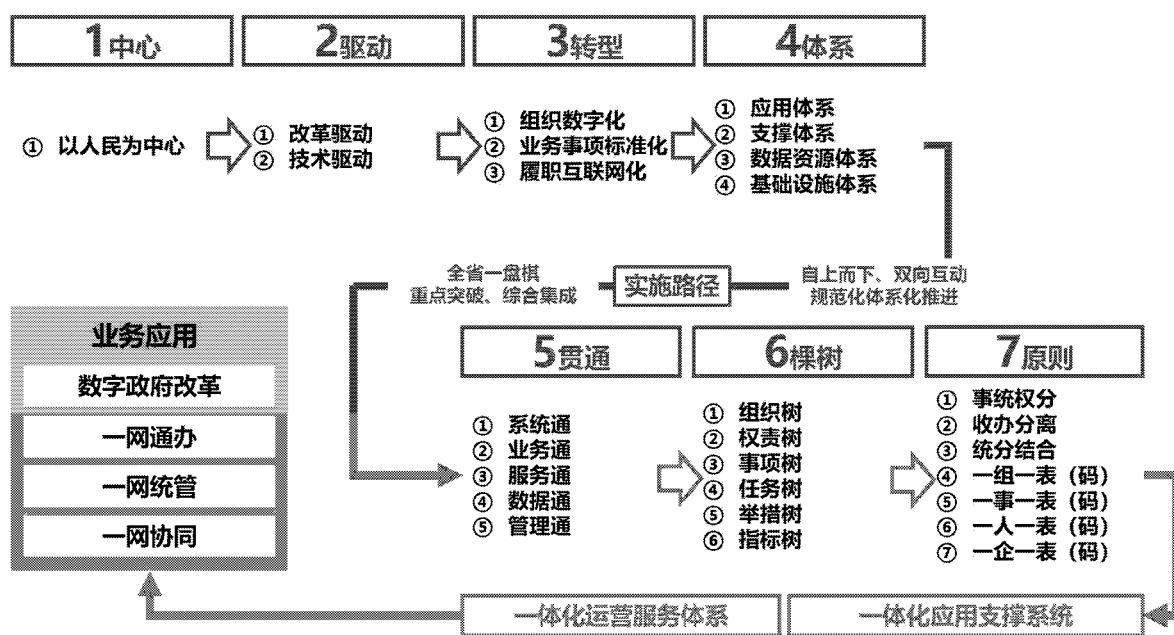 1中心
2驱动
3转型
4体系
① 以人民为中心
① 改革驱动
② 技术驱动
① 组织数字化
② 业务事项标准化
③ 履职互联网化
① 应用体系
② 支撑体系
③ 数据资源体系
④ 基础设施体系
全省一盘棋
重点突破、综合集成
实施路径
自上而下、双向互动
规范化体系化推进
业务应用
数字政府改革
一网通办
一网统管
一网协同
5贯通
6棵树
7原则
① 系统通
② 业务通
③ 服务通
④ 数据通
⑤ 管理通
① 组织树
② 权责树
③ 事项树
④ 任务树
⑤ 举措树
⑥ 指标树
① 事统权分
② 收办分离
③ 统分结合
④ 一组一表（码）
⑤ 一事一表（码）
⑥ 一人一表（码）
⑦ 一企一表（码）
一体化运营服务体系
一体化应用支撑系统